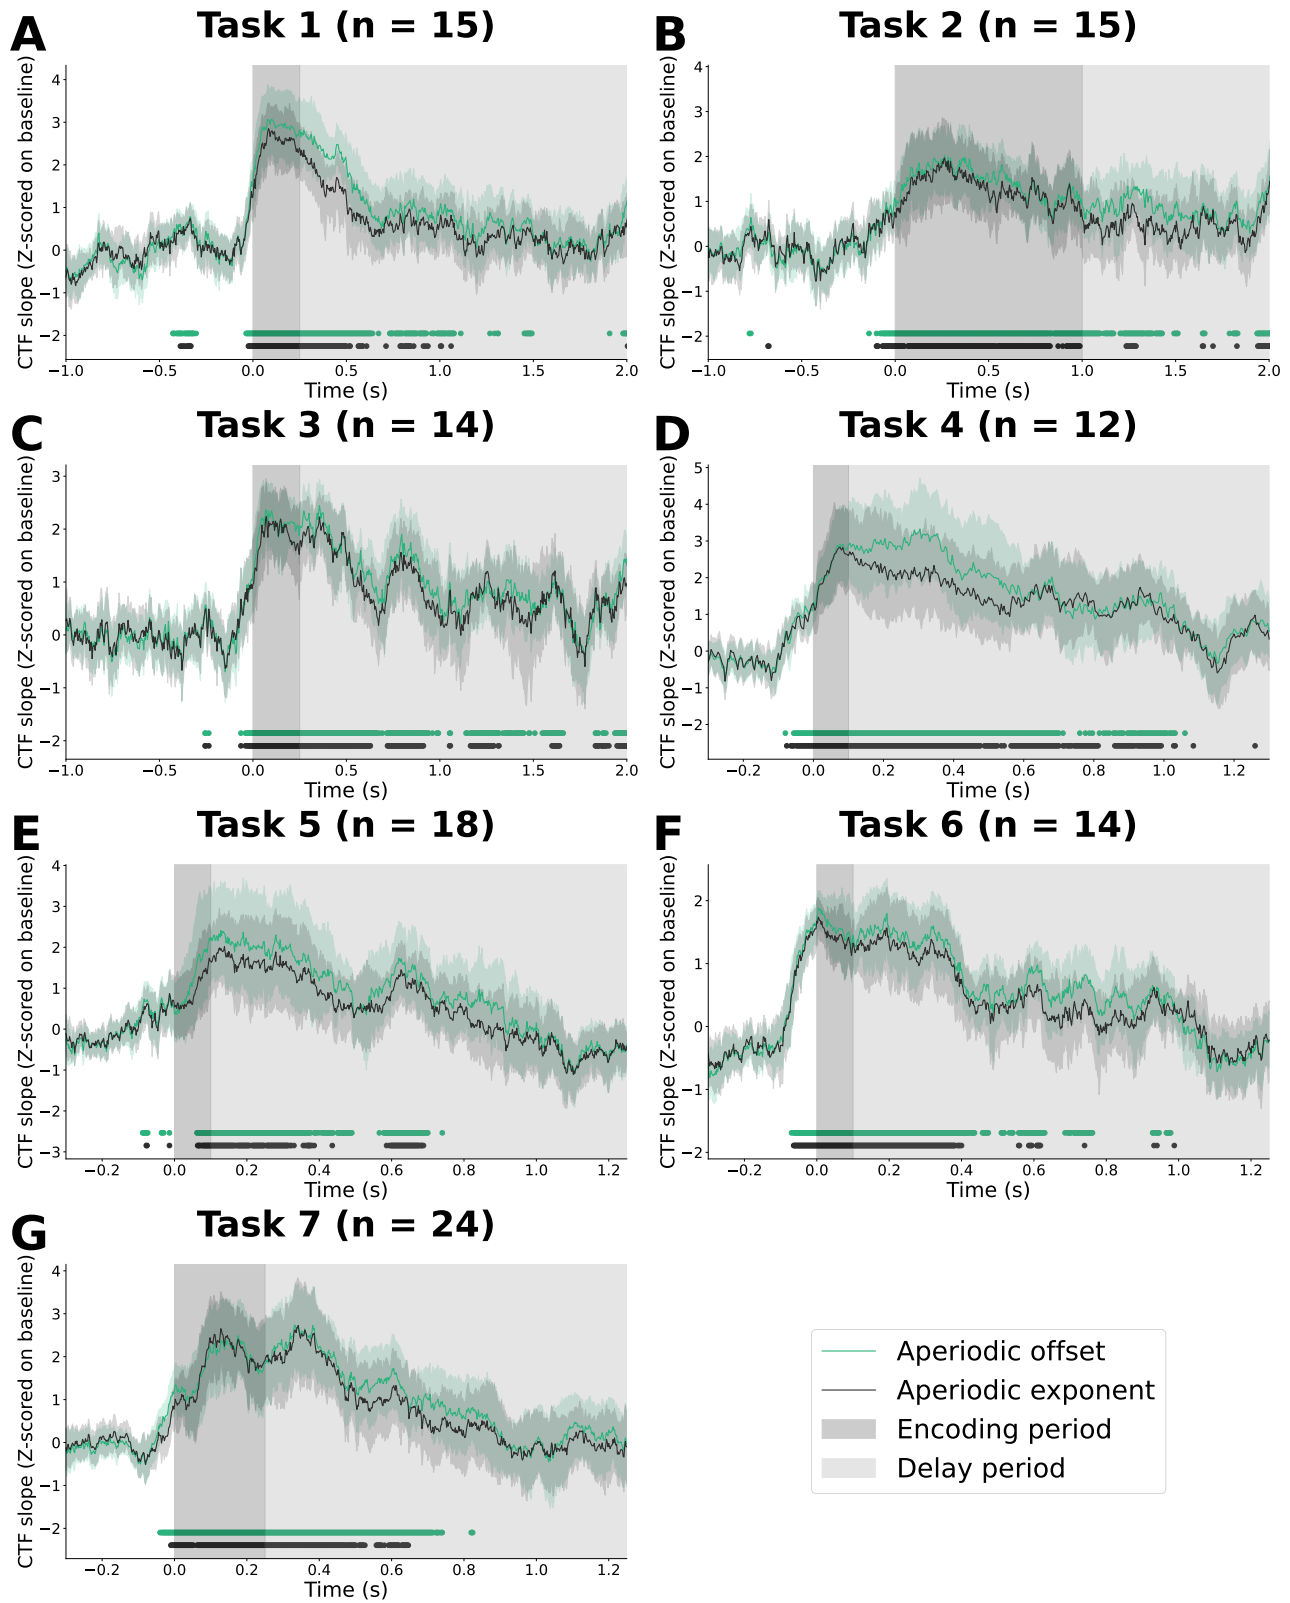 A Task 1 (n = 15)
CTF slope (Z-scored on baseline)
4
3
2
1
0
−1
−2
−1.0 −0.5 0.0 0.5 1.0 1.5 2.0
Time (s)
B Task 2 (n = 15)
CTF slope (Z-scored on baseline)
4
3
2
1
0
−1
−2
−1.0 −0.5 0.0 0.5 1.0 1.5 2.0
Time (s)
C Task 3 (n = 14)
CTF slope (Z-scored on baseline)
3
2
1
0
−1
−2
−1.0 −0.5 0.0 0.5 1.0 1.5 2.0
Time (s)
D Task 4 (n = 12)
CTF slope (Z-scored on baseline)
5
4
3
2
1
0
−1
−2
−0.2 0.0 0.2 0.4 0.6 0.8 1.0 1.2
Time (s)
E Task 5 (n = 18)
CTF slope (Z-scored on baseline)
4
3
2
1
0
−1
−2
−3
−0.2 0.0 0.2 0.4 0.6 0.8 1.0 1.2
Time (s)
F Task 6 (n = 14)
CTF slope (Z-scored on baseline)
2
1
0
−1
−2
−0.2 0.0 0.2 0.4 0.6 0.8 1.0 1.2
Time (s)
G Task 7 (n = 24)
CTF slope (Z-scored on baseline)
4
3
2
1
0
−1
−2
−0.2 0.0 0.2 0.4 0.6 0.8 1.0 1.2
Time (s)
Aperiodic offset
Aperiodic exponent
Encoding period
Delay period